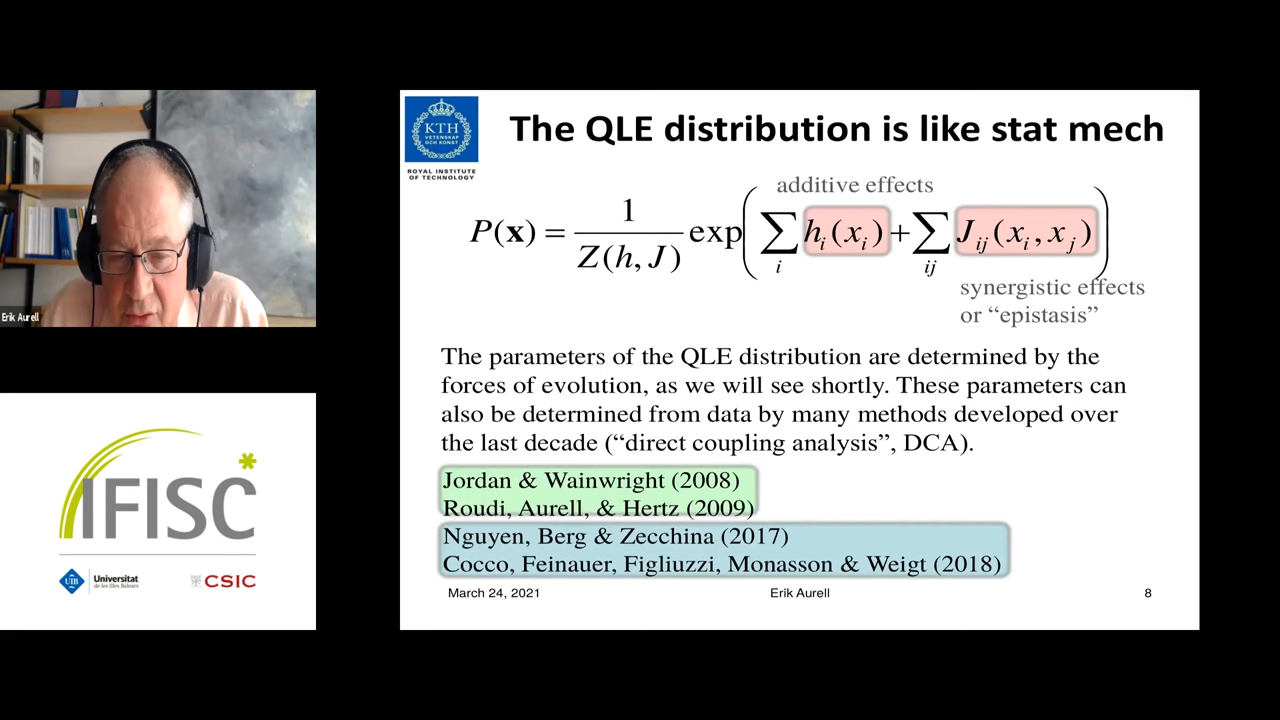 Erik Aurell
IFISC
UIB
Universitat
de les Illes Balears
CSIC
KTH
VETENSKAP
OCH KONST
ROYAL INSTITUTE
OF TECHNOLOGY
The QLE distribution is like stat mech
additive effects
P(x) = 1/Z(h, J) exp(∑_i h_i(x_i) + ∑_ij J_ij(x_i, x_j))
synergistic effects
or “epistasis”
The parameters of the QLE distribution are determined by the
forces of evolution, as we will see shortly. These parameters can
also be determined from data by many methods developed over
the last decade (“direct coupling analysis”, DCA).
Jordan & Wainwright (2008)
Roudi, Aurell, & Hertz (2009)
Nguyen, Berg & Zecchina (2017)
Cocco, Feinauer, Figliuzzi, Monasson & Weigt (2018)
March 24, 2021
Erik Aurell
8